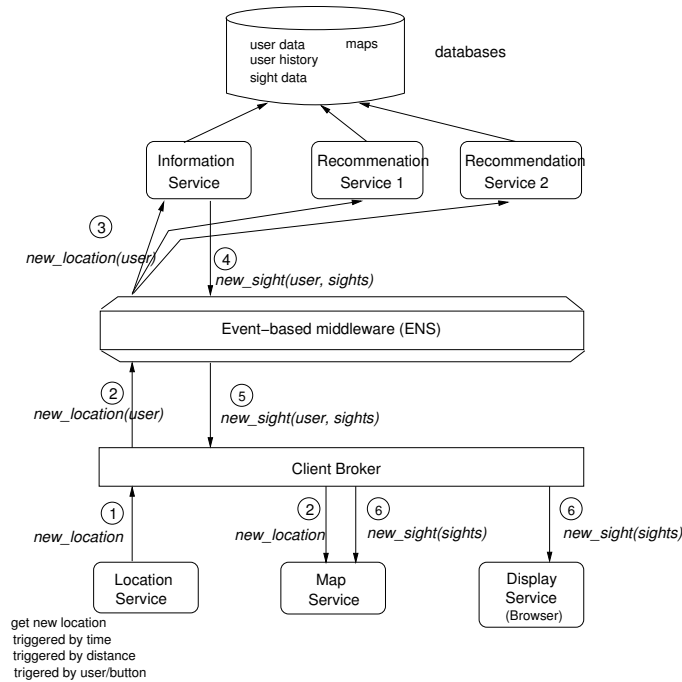 user data maps
user history
sight data
databases
Information
Service
Recommenation
Service 1
Recommendation
Service 2
3
new_location(user)
4
new_sight(user, sights)
Event-based middleware (ENS)
2
new_location(user)
5
new_sight(user, sights)
Client Broker
1
new_location
2
new_location
6
new_sight(sights)
6
new_sight(sights)
Location
Service
Map
Service
Display
Service
(Browser)
get new location
triggered by time
triggered by distance
trigered by user/button